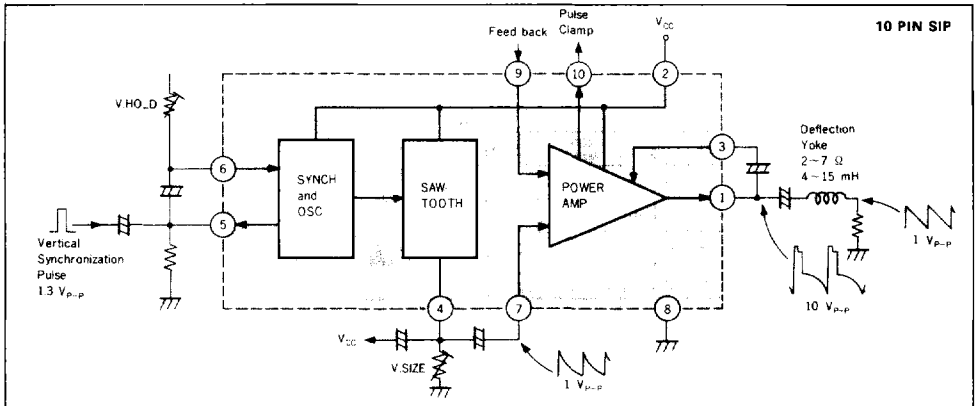 10 PIN SIP
Feed back
Pulse
Clamp
VCC
9
10
2
V.HO_D
6
5
SYNCH
and
OSC
SAW-
TOOTH
POWER
AMP
3
1
Deflection
Yoke
2~7 Ω
4~15 mH
1 VP-P
Vertical
Synchronization
Pulse
1.3 VP-P
10 VP-P
4
7
8
VCC
V.SIZE
1 VP-P